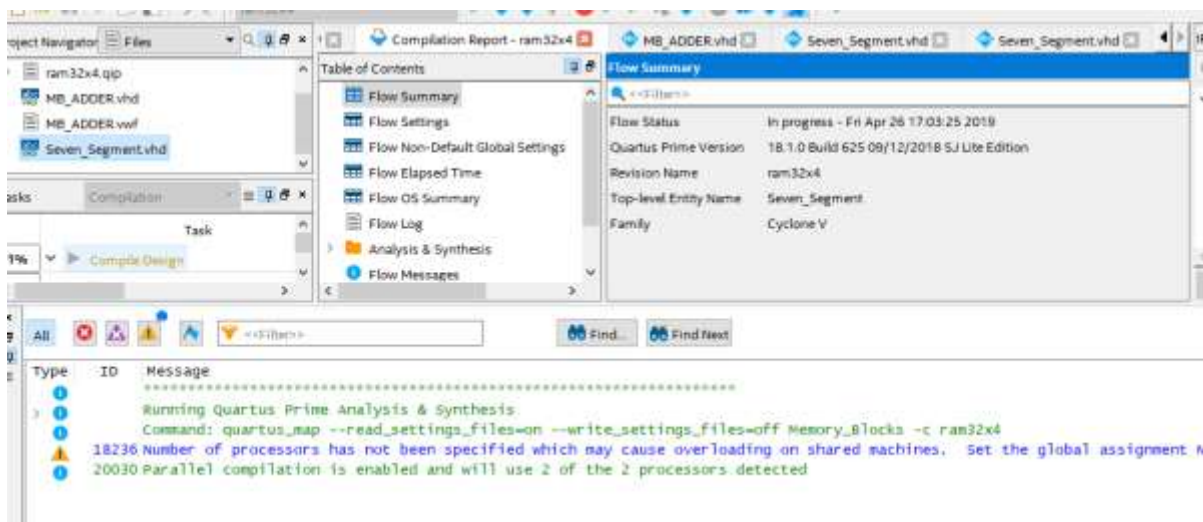 Project Navigator Files
ram32x4.qip
MB_ADDER.vhd
MB_ADDER.vwf
Seven_Segment.vhd
Tasks Compilation
Task
1% Compile Design
Compilation Report - ram32x4
MB_ADDER.vhd
Seven_Segment.vhd
Seven_Segment.vhd
Table of Contents
Flow Summary
Flow Settings
Flow Non-Default Global Settings
Flow Elapsed Time
Flow OS Summary
Flow Log
Analysis & Synthesis
Flow Messages
Flow Summary
<<Filter>>
Flow Status In progress - Fri Apr 26 17:03:25 2019
Quartus Prime Version 18.1.0 Build 625 09/12/2018 SJ Lite Edition
Revision Name ram32x4
Top-level Entity Name Seven_Segment
Family Cyclone V
All <<Filter>> Find... Find Next
Type ID Message
*******************************************************************
Running Quartus Prime Analysis & Synthesis
Command: quartus_map --read_settings_files=on --write_settings_files=off Memory_Blocks -c ram32x4
18236 Number of processors has not been specified which may cause overloading on shared machines. Set the global assignment N
20030 Parallel compilation is enabled and will use 2 of the 2 processors detected